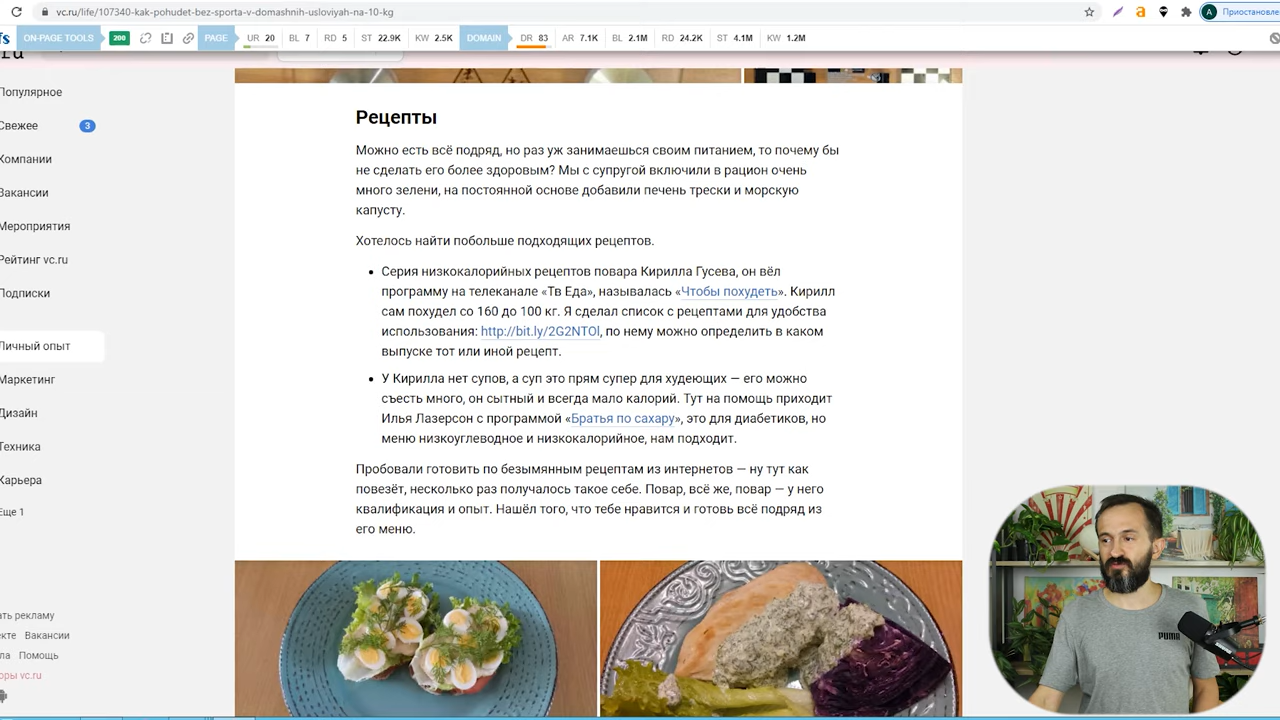 vc.ru/life/107340-kak-pohudet-bez-sporta-v-domashnih-usloviyah-na-10-kg
Приостановлен
ON-PAGE TOOLS 200 PAGE UR 20 BL 7 RD 5 ST 22.9K KW 2.5K DOMAIN DR 83 AR 7.1K BL 2.1M RD 24.2K ST 4.1M KW 1.2M
Популярное
Свежее 3
Компании
Вакансии
Мероприятия
Рейтинг vc.ru
Подписки
Личный опыт
Маркетинг
Дизайн
Техника
Карьера
Еще 1
ать рекламу
екте Вакансии
ла Помощь
оры vc.ru
Рецепты
Можно есть всё подряд, но раз уж занимаешься своим питанием, то почему бы
не сделать его более здоровым? Мы с супругой включили в рацион очень
много зелени, на постоянной основе добавили печень трески и морскую
капусту.
Хотелось найти побольше подходящих рецептов.
• Серия низкокалорийных рецептов повара Кирилла Гусева, он вёл
программу на телеканале «Тв Еда», называлась «Чтобы похудеть». Кирилл
сам похудел со 160 до 100 кг. Я сделал список с рецептами для удобства
использования: http://bit.ly/2G2NTOl, по нему можно определить в каком
выпуске тот или иной рецепт.
• У Кирилла нет супов, а суп это прям супер для худеющих — его можно
съесть много, он сытный и всегда мало калорий. Тут на помощь приходит
Илья Лазерсон с программой «Братья по сахару», это для диабетиков, но
меню низкоуглеводное и низкокалорийное, нам подходит.
Пробовали готовить по безымянным рецептам из интернетов — ну тут как
повезёт, несколько раз получалось такое себе. Повар, всё же, повар — у него
квалификация и опыт. Нашёл того, что тебе нравится и готовь всё подряд из
его меню.
PUMA